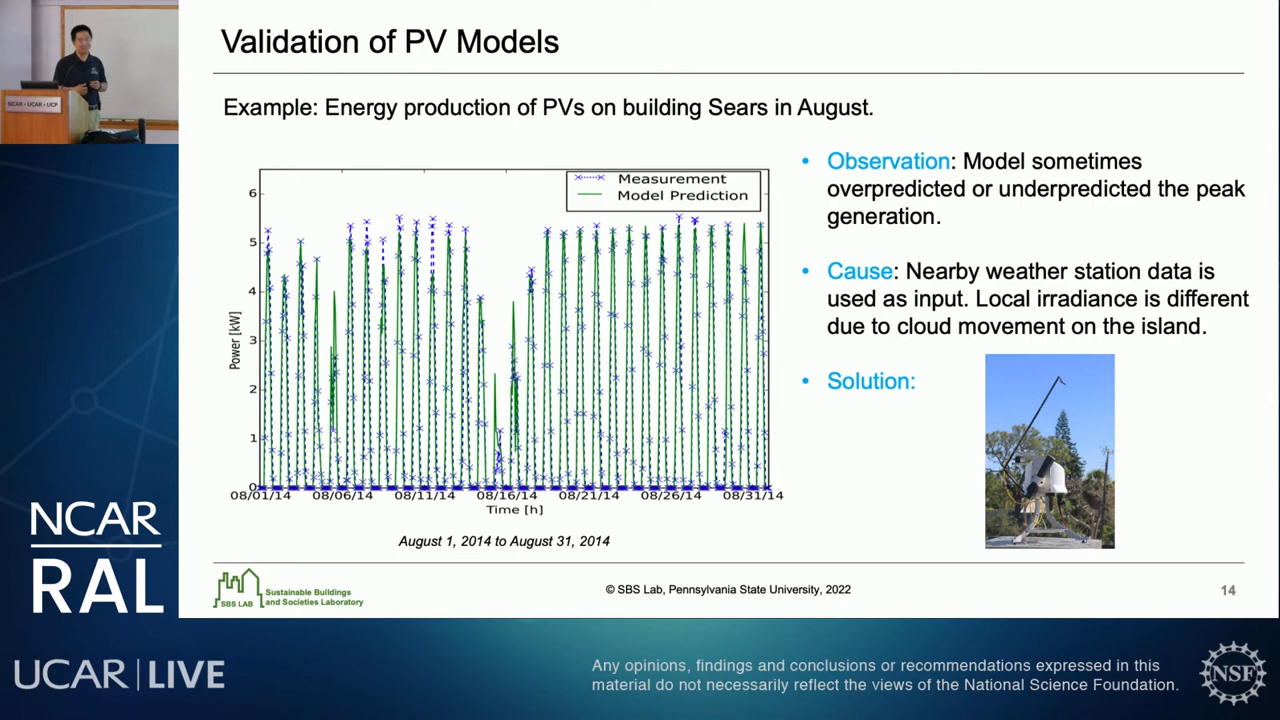 Validation of PV Models
NCAR • UCAR • UCP
Example: Energy production of PVs on building Sears in August.
Measurement
Model Prediction
6
5
4
3
2
1
0
Power [kW]
08/01/14 08/06/14 08/11/14 08/16/14 08/21/14 08/26/14 08/31/14
Time [h]
August 1, 2014 to August 31, 2014
• Observation: Model sometimes
overpredicted or underpredicted the peak
generation.
• Cause: Nearby weather station data is
used as input. Local irradiance is different
due to cloud movement on the island.
• Solution:
NCAR
RAL
SBS LAB
Sustainable Buildings
and Societies Laboratory
© SBS Lab, Pennsylvania State University, 2022
14
UCAR | LIVE
Any opinions, findings and conclusions or recommendations expressed in this
material do not necessarily reflect the views of the National Science Foundation.
NSF